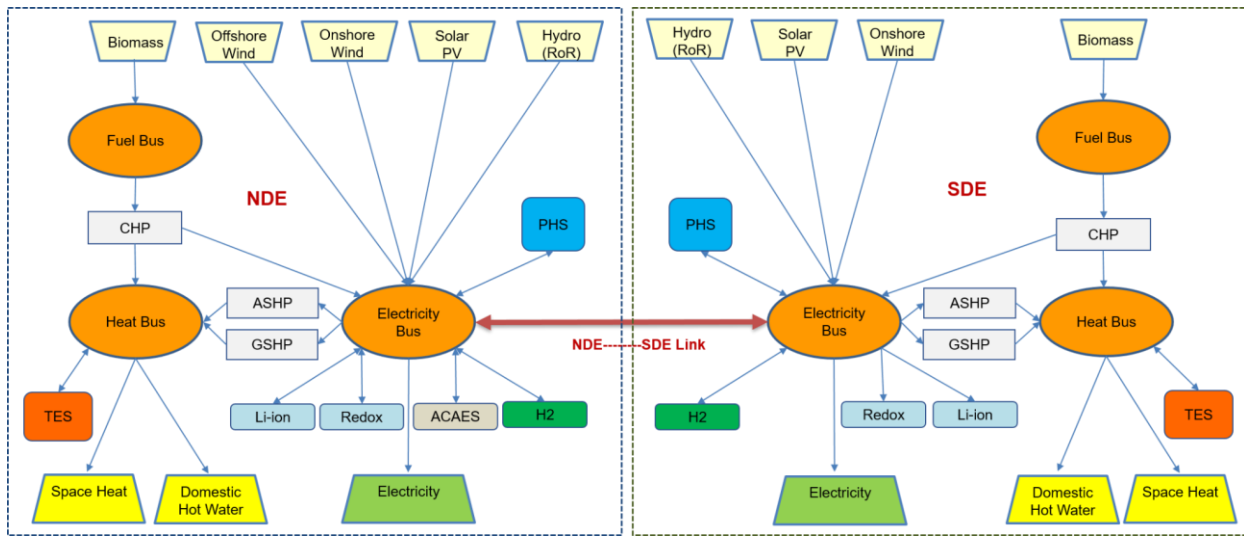 Biomass
Offshore
Wind
Onshore
Wind
Solar
PV
Hydro
(RoR)
Fuel Bus
NDE
CHP
PHS
Heat Bus
ASHP
GSHP
Electricity
Bus
TES
Li-ion
Redox
ACAES
H2
Space Heat
Domestic
Hot Water
Electricity
NDE--------SDE Link
Hydro
(RoR)
Solar
PV
Onshore
Wind
Biomass
Fuel Bus
SDE
PHS
CHP
Electricity
Bus
ASHP
GSHP
Heat Bus
H2
Redox
Li-ion
TES
Electricity
Domestic
Hot Water
Space Heat